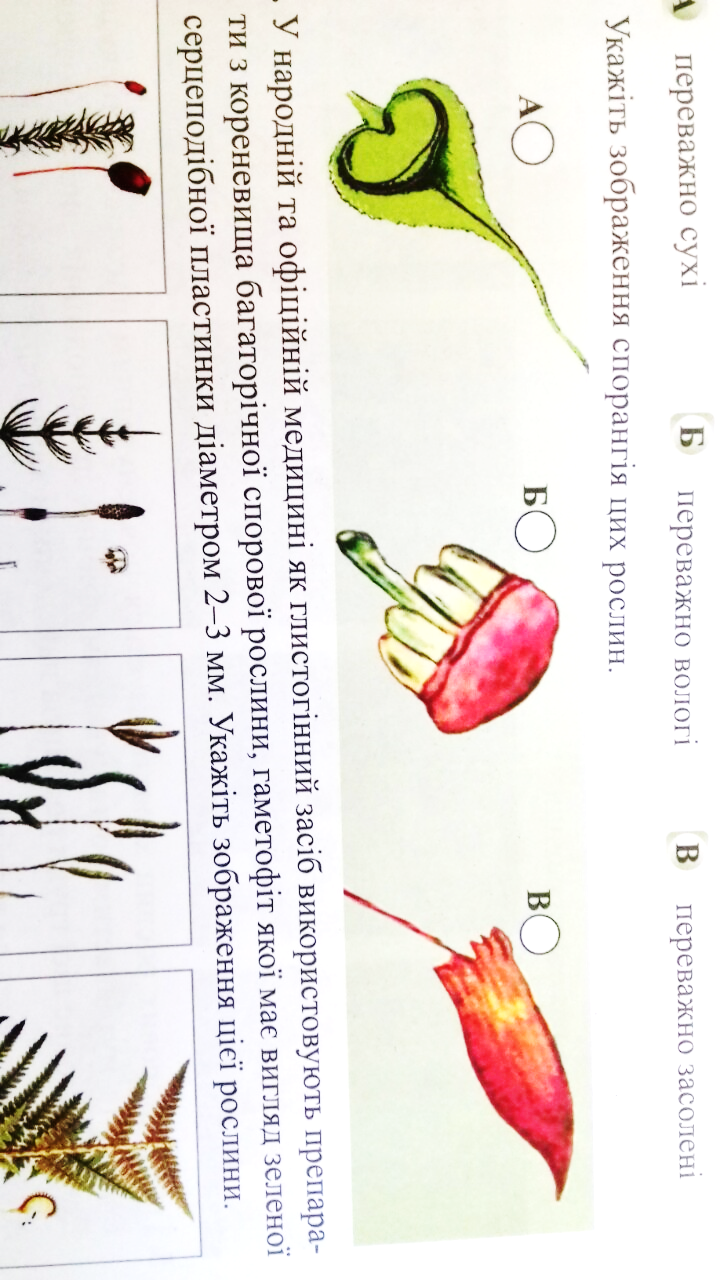 А переважно сухі Б переважно вологі В переважно засолені
Укажіть зображення спорангія цих рослин.
А Б В
У народній та офіційній медицині як глистогінний засіб використовують препара-
ти з кореневища багаторічної спорової рослини, гаметофіт якої має вигляд зеленої
серцеподібної пластинки діаметром 2–3 мм. Укажіть зображення цієї рослини.